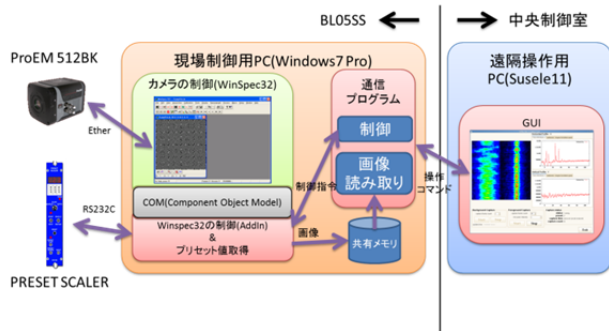 BL05SS
中央制御室
ProEM 512BK
Ether
RS232C
PRESET SCALER
現場制御用PC(Windows7 Pro)
カメラの制御(WinSpec32)
COM(Component Object Model)
Winspec32の制御(AddIn)
&
プリセット値取得
通信
プログラム
制御
画像
読み取り
制御指令
画像
共有メモリ
操作
コマンド
遠隔操作用
PC(Susele11)
GUI